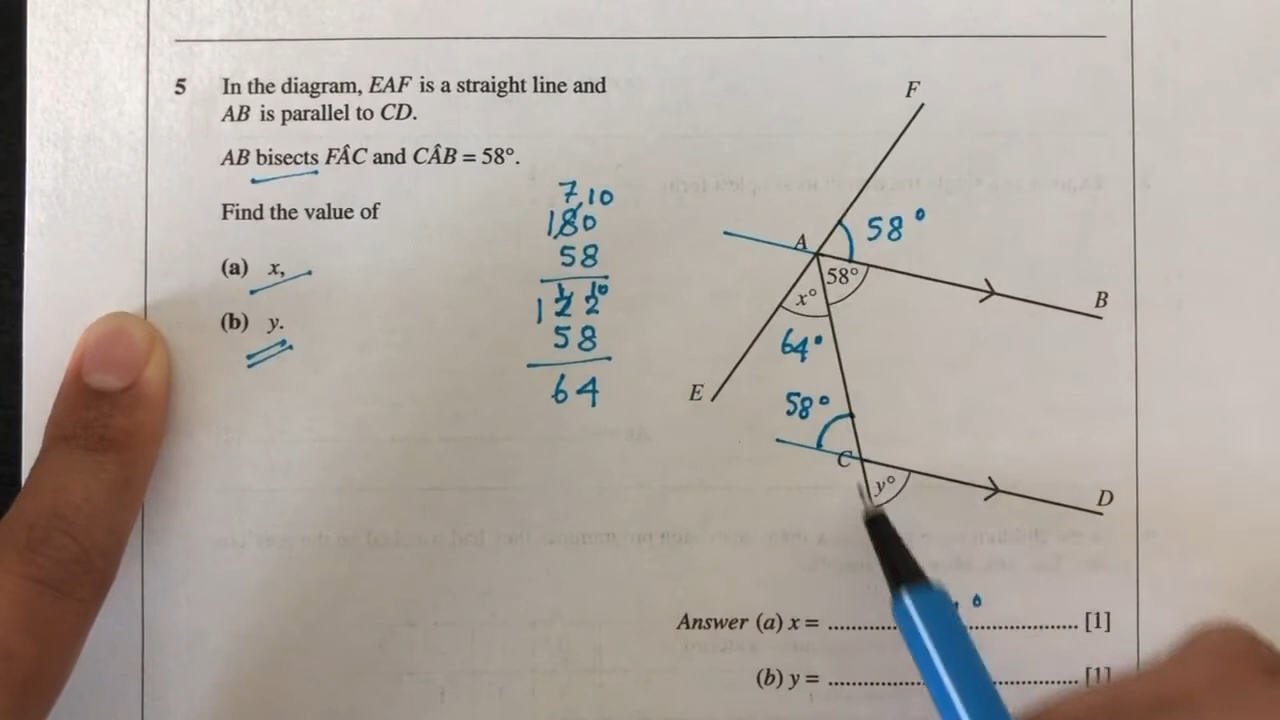 5 In the diagram, EAF is a straight line and
AB is parallel to CD.
AB bisects FÂC and CÂB = 58°.
Find the value of
(a) x,
(b) y.
7 10
180
58
122
58
64
F
58°
A
58°
B
x°
64°
E
58°
C
y°
D
Answer (a) x = .......... .......... [1]
(b) y = .......... .......... [1]